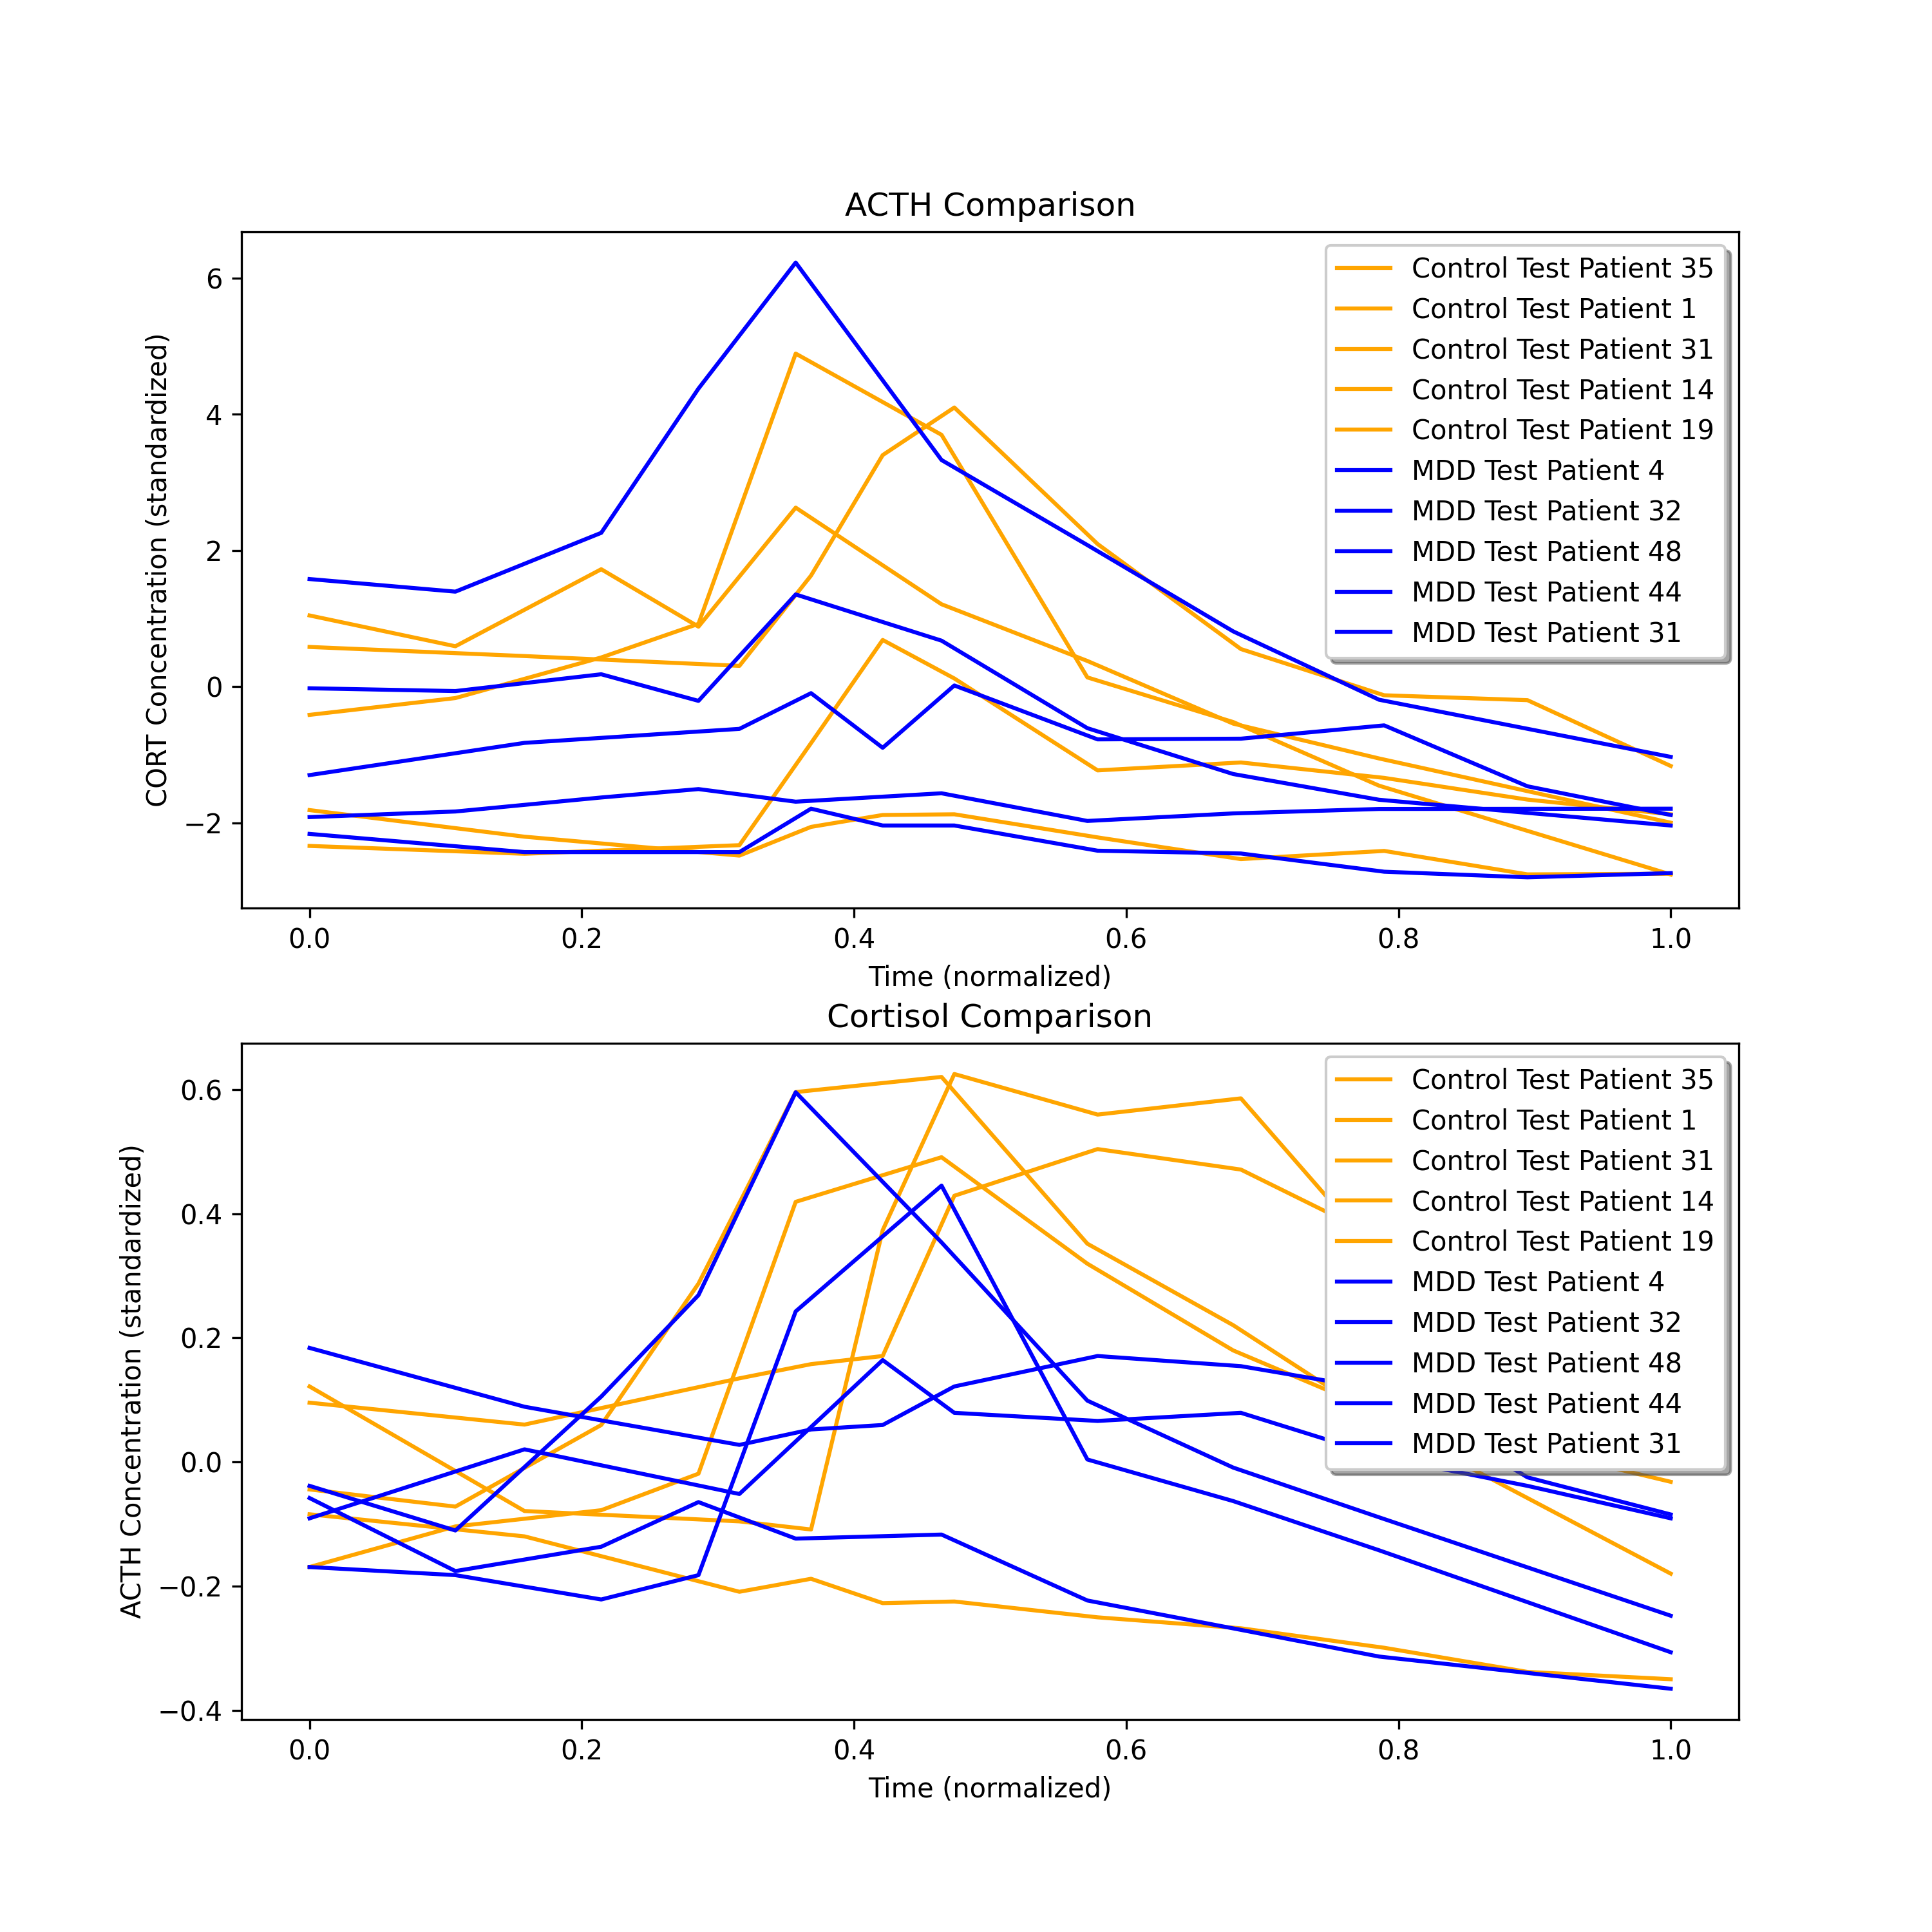 ACTH Comparison
CORT Concentration (standardized)
6
4
2
0
−2
Control Test Patient 35
Control Test Patient 1
Control Test Patient 31
Control Test Patient 14
Control Test Patient 19
MDD Test Patient 4
MDD Test Patient 32
MDD Test Patient 48
MDD Test Patient 44
MDD Test Patient 31
0.0 0.2 0.4 0.6 0.8 1.0
Time (normalized)
Cortisol Comparison
ACTH Concentration (standardized)
0.6
0.4
0.2
0.0
−0.2
−0.4
Control Test Patient 35
Control Test Patient 1
Control Test Patient 31
Control Test Patient 14
Control Test Patient 19
MDD Test Patient 4
MDD Test Patient 32
MDD Test Patient 48
MDD Test Patient 44
MDD Test Patient 31
0.0 0.2 0.4 0.6 0.8 1.0
Time (normalized)